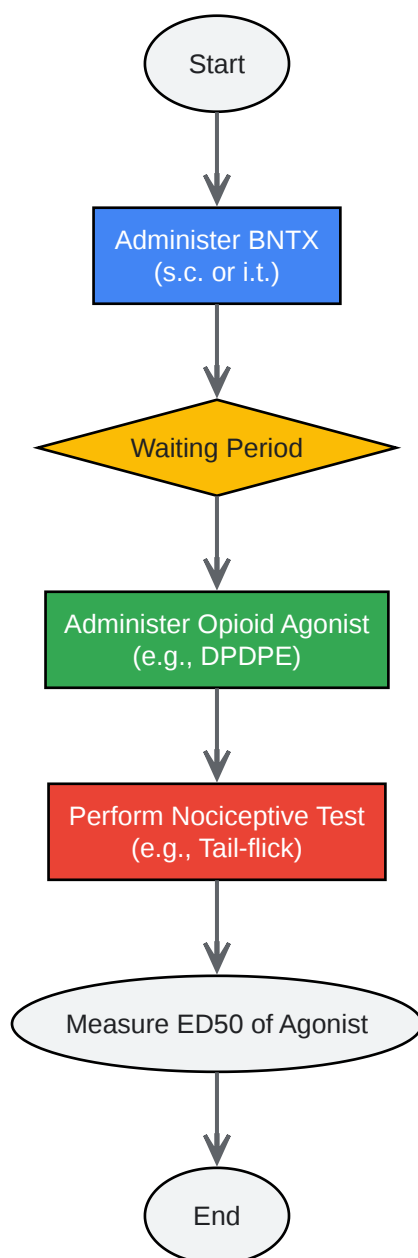 Start
Administer BNTX
(s.c. or i.t.)
Waiting Period
Administer Opioid Agonist
(e.g., DPDPE)
Perform Nociceptive Test
(e.g., Tail-flick)
Measure ED50 of Agonist
End